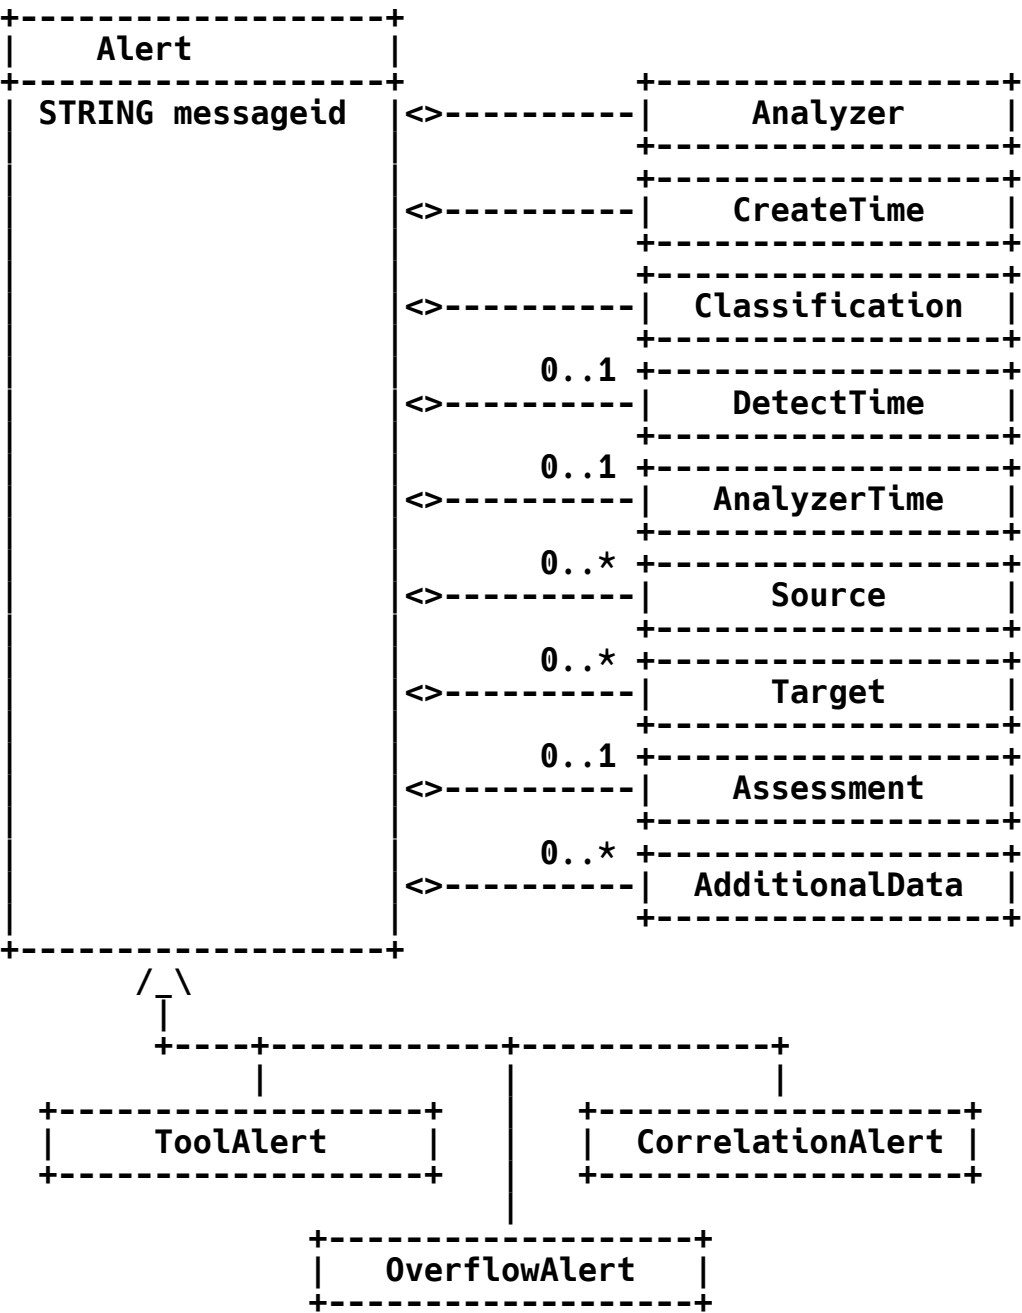 Alert
STRING messageid <>----------| Analyzer
<>----------| CreateTime
<>----------| Classification
0..1
<>----------| DetectTime
0..1
<>----------| AnalyzerTime
0..*
<>----------| Source
0..*
<>----------| Target
0..1
<>----------| Assessment
0..*
<>----------| AdditionalData
/_\
ToolAlert CorrelationAlert
OverflowAlert